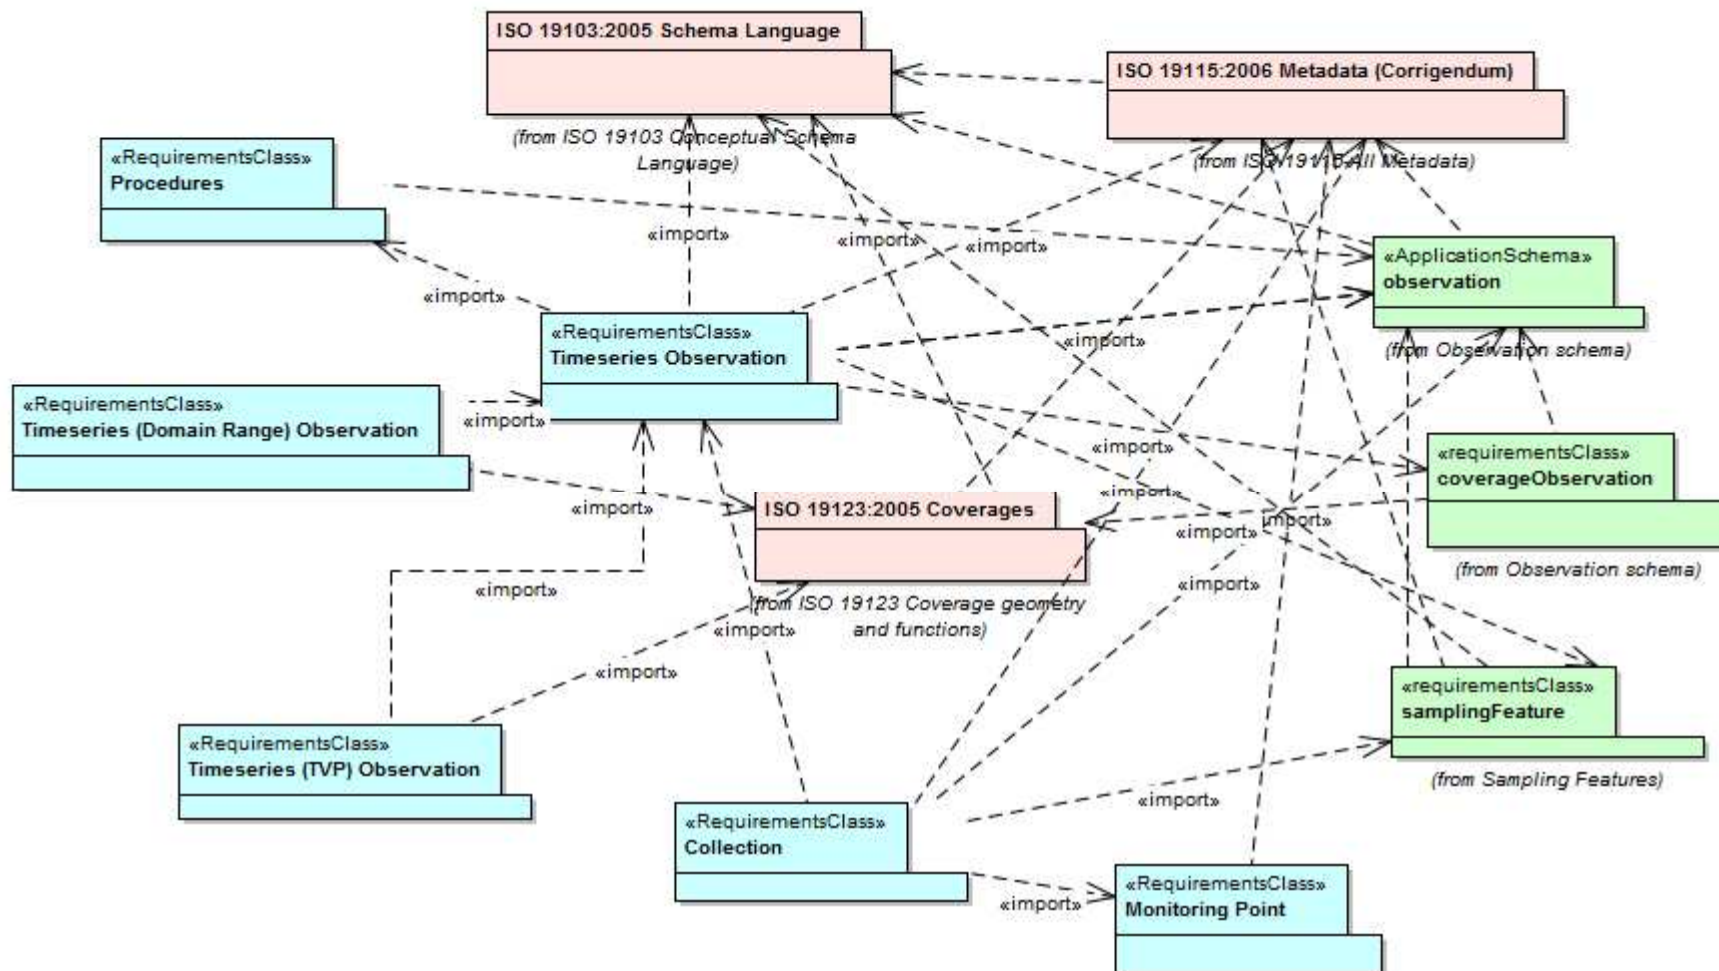 ISO 19103:2005 Schema Language
(from ISO 19103 Conceptual Schema
Language)
ISO 19115:2006 Metadata (Corrigendum)
(from ISO 19115 All Metadata)
«RequirementsClass»
Procedures
«import»
«import»
«import»
«import»
«ApplicationSchema»
observation
(from Observation schema)
«RequirementsClass»
Timeseries Observation
«import»
«RequirementsClass»
Timeseries (Domain Range) Observation
«import»
«import»
«requirementsClass»
coverageObservation
(from Observation schema)
«import»
«import»
ISO 19123:2005 Coverages
(from ISO 19123 Coverage geometry
and functions)
«import»
«import»
«import»
«import»
«import»
«import»
«requirementsClass»
samplingFeature
(from Sampling Features)
«RequirementsClass»
Timeseries (TVP) Observation
«import»
«RequirementsClass»
Collection
«import»
«RequirementsClass»
Monitoring Point